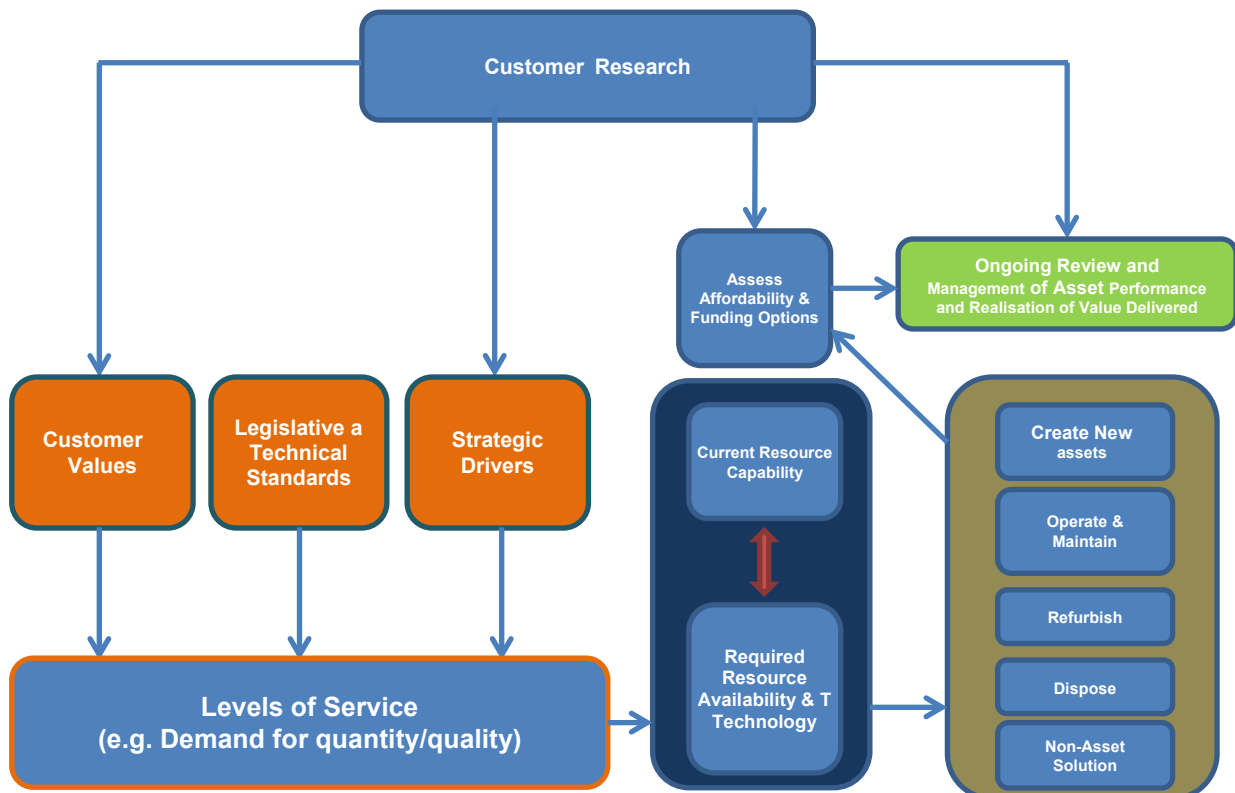 Customer Research
Assess
Affordability &
Funding Options
Ongoing Review and
Management of Asset Performance
and Realisation of Value Delivered
Customer
Values
Legislative a
Technical
Standards
Strategic
Drivers
Current Resource
Capability
Required
Resource
Availability & T
Technology
Create New
assets
Operate &
Maintain
Refurbish
Dispose
Non-Asset
Solution
Levels of Service
(e.g. Demand for quantity/quality)